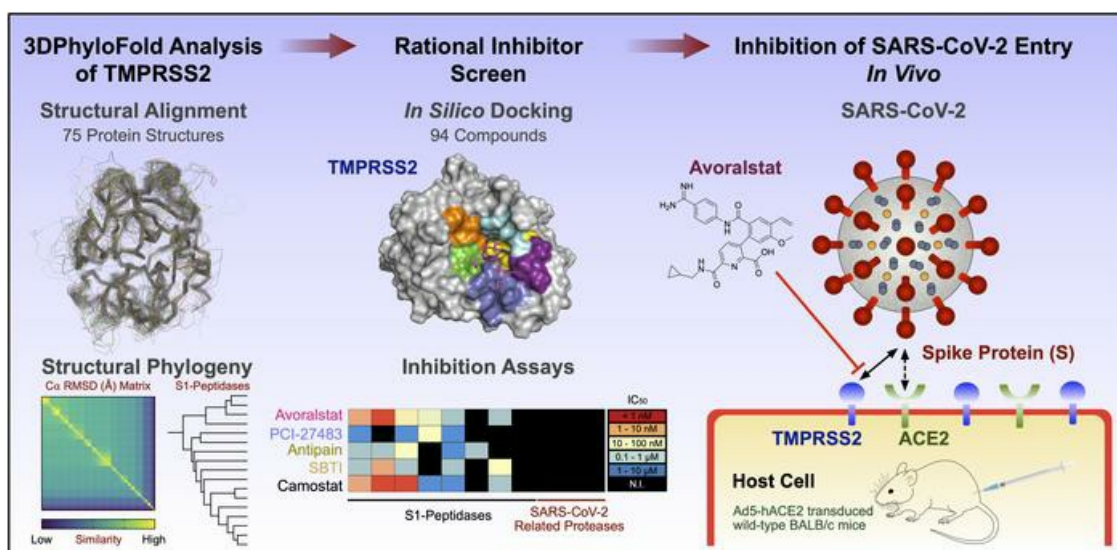 3DPhyloFold Analysis
of TMPRSS2
Structural Alignment
75 Protein Structures
Structural Phylogeny
Cα RMSD (Å) Matrix
S1-Peptidases
Low
Similarity
High
Rational Inhibitor
Screen
In Silico Docking
94 Compounds
TMPRSS2
Inhibition Assays
IC50
Avoralstat
PCI-27483
Antipain
SBTI
Camostat
< 1 nM
1 - 10 nM
10 - 100 nM
0.1 - 1 μM
1 - 10 μM
N.I.
S1-Peptidases
SARS-CoV-2
Related Proteases
Inhibition of SARS-CoV-2 Entry
In Vivo
SARS-CoV-2
Avoralstat
NH
H2N
O
N
H
O
OH
H
N
N
O
O
Spike Protein (S)
TMPRSS2
ACE2
Host Cell
Ad5-hACE2 transduced
wild-type BALB/c mice